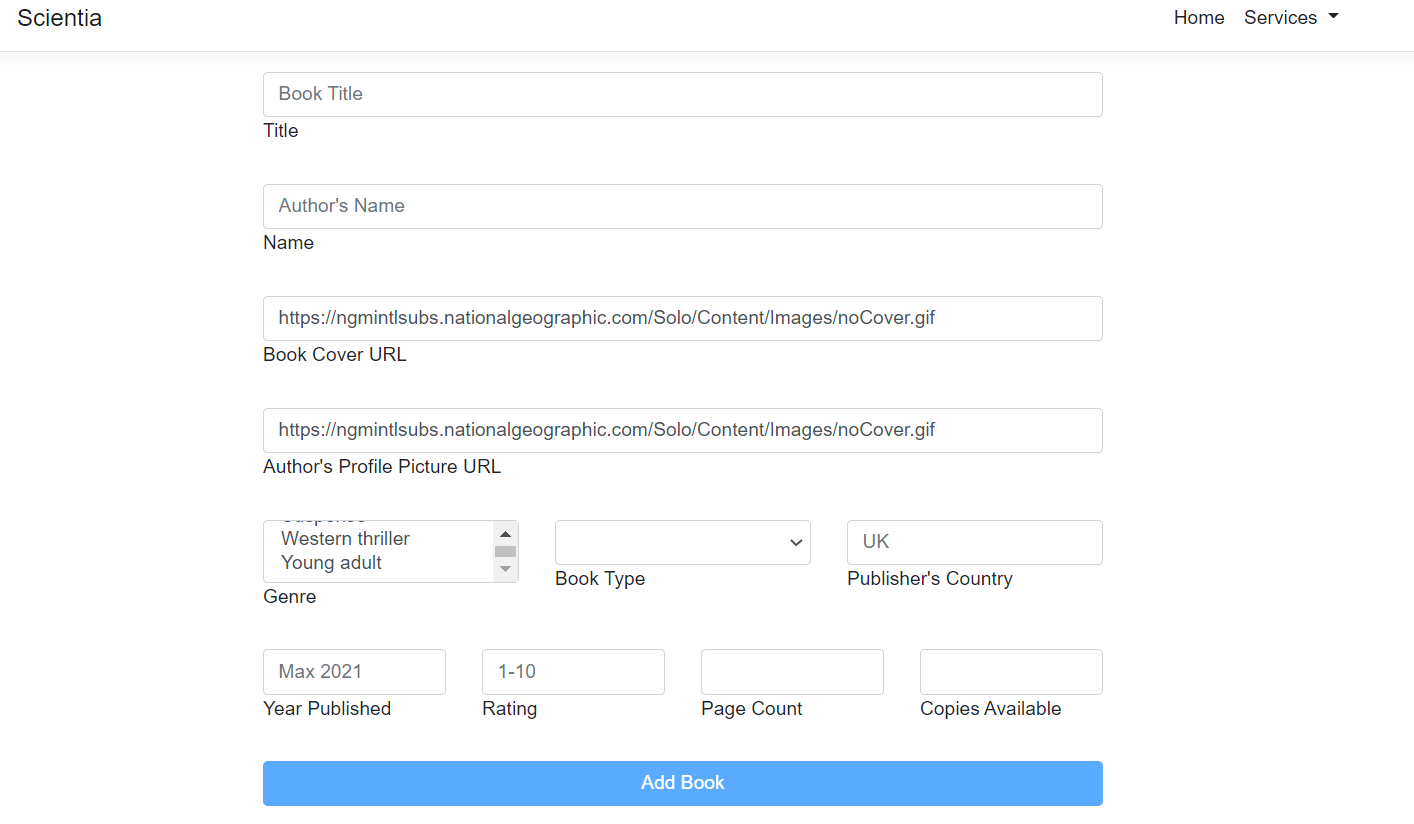 Scientia
Home Services
Book Title
Title
Author's Name
Name
https://ngmintlsubs.nationalgeographic.com/Solo/Content/Images/noCover.gif
Book Cover URL
https://ngmintlsubs.nationalgeographic.com/Solo/Content/Images/noCover.gif
Author's Profile Picture URL
Western thriller
Young adult
Genre
Book Type
UK
Publisher's Country
Max 2021
Year Published
1-10
Rating
Page Count
Copies Available
Add Book